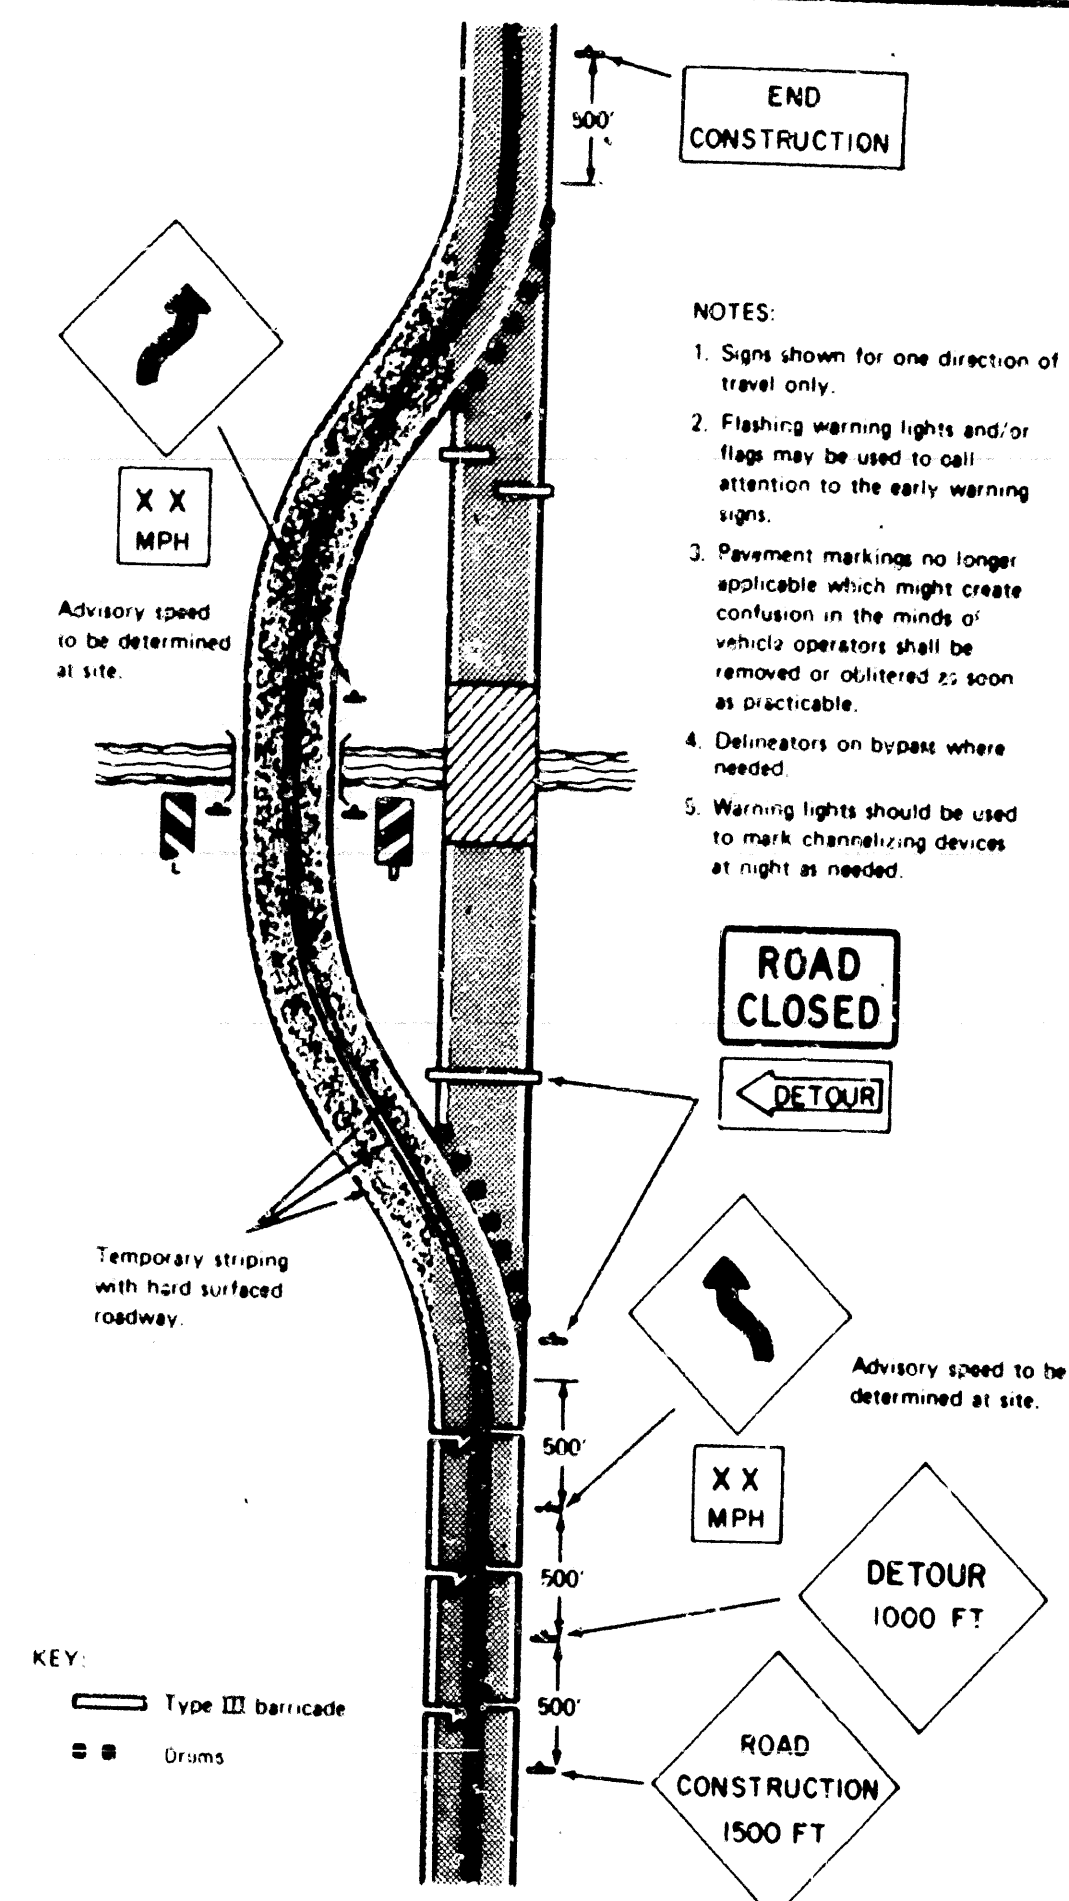 END
CONSTRUCTION
500'
X X
MPH
Advisory speed
to be determined
at site.
NOTES:
1. Signs shown for one direction of
travel only.
2. Flashing warning lights and/or
flags may be used to call
attention to the early warning
signs.
3. Pavement markings no longer
applicable which might create
confusion in the minds of
vehicle operators shall be
removed or oblitered as soon
as practicable.
4. Delineators on bypass where
needed.
5. Warning lights should be used
to mark channelizing devices
at night as needed.
ROAD
CLOSED
DETOUR
Temporary striping
with hard surfaced
roadway.
Advisory speed to be
determined at site.
500'
X X
MPH
500'
DETOUR
1000 FT
500'
ROAD
CONSTRUCTION
1500 FT
KEY:
Type III barricade
Drums